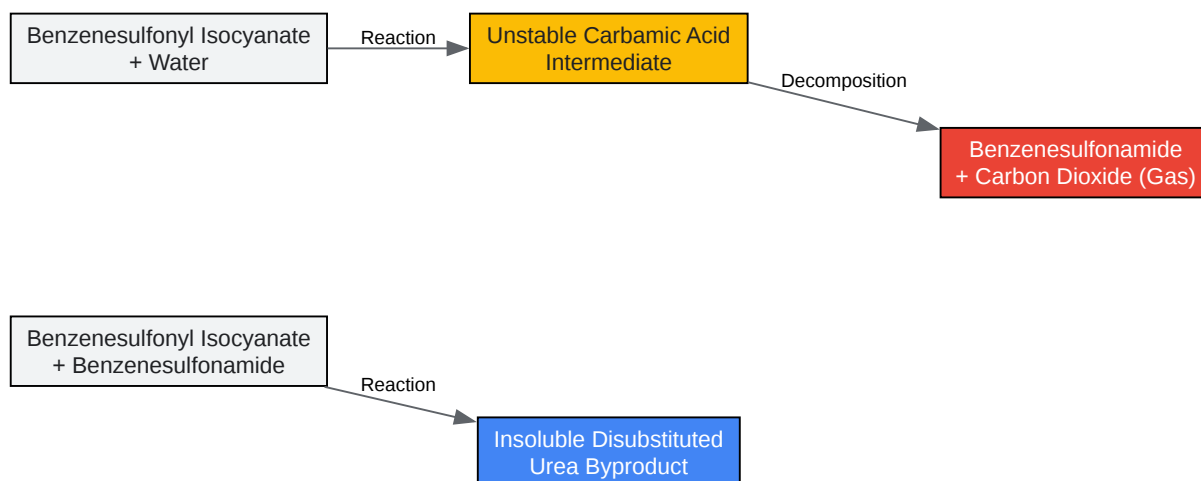 Benzenesulfonyl Isocyanate
+ Water
Reaction
Unstable Carbamic Acid
Intermediate
Decomposition
Benzenesulfonamide
+ Carbon Dioxide (Gas)
Benzenesulfonyl Isocyanate
+ Benzenesulfonamide
Reaction
Insoluble Disubstituted
Urea Byproduct